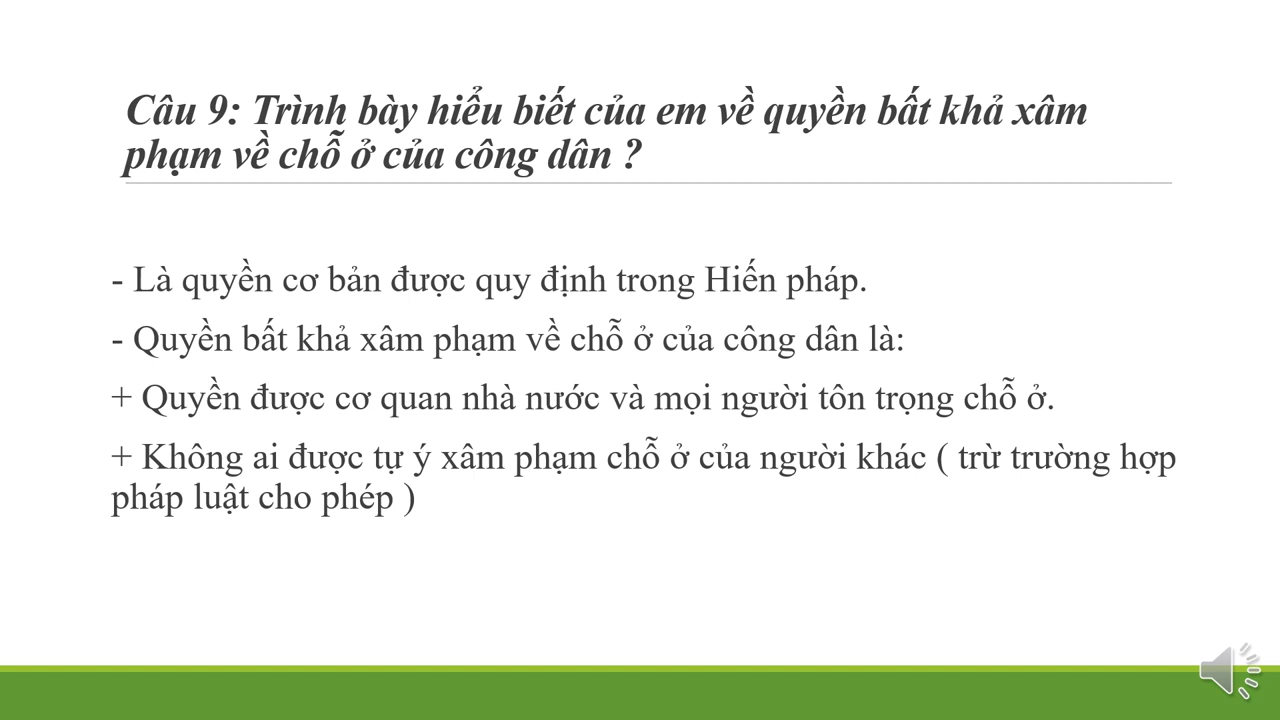 Câu 9: Trình bày hiểu biết của em về quyền bất khả xâm
phạm về chỗ ở của công dân ?
- Là quyền cơ bản được quy định trong Hiến pháp.
- Quyền bất khả xâm phạm về chỗ ở của công dân là:
+ Quyền được cơ quan nhà nước và mọi người tôn trọng chỗ ở.
+ Không ai được tự ý xâm phạm chỗ ở của người khác ( trừ trường hợp
pháp luật cho phép )